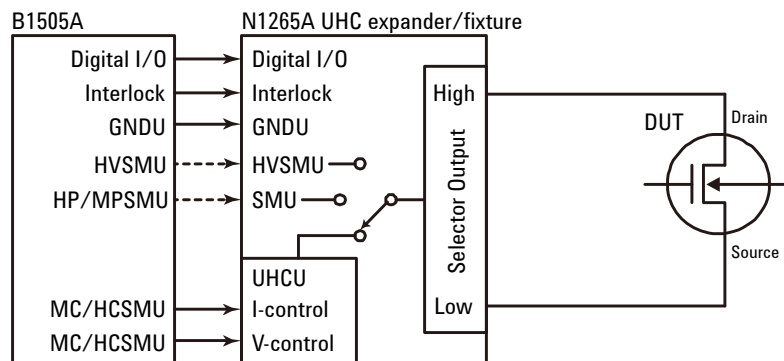 B1505A
N1265A UHC expander/fixture
Digital I/O
Digital I/O
Interlock
Interlock
GNDU
GNDU
HVSMU
HVSMU
HP/MPSMU
SMU
UHCU
MC/HCSMU
I-control
MC/HCSMU
V-control
High
Selector Output
Low
DUT
Drain
Source